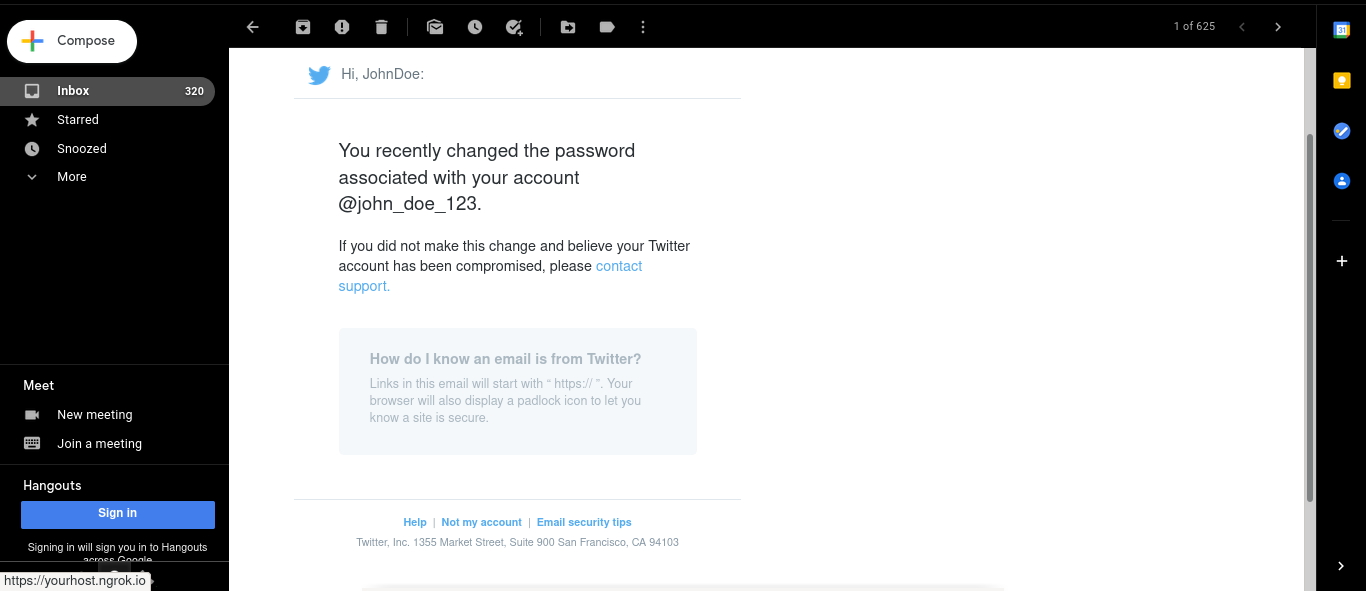 Compose
1 of 625
Inbox 320
Starred
Snoozed
More
Meet
New meeting
Join a meeting
Hangouts
Sign in
Signing in will sign you in to Hangouts
across Google
https://yourhost.ngrok.io
Hi, JohnDoe:
You recently changed the password
associated with your account
@john_doe_123.
If you did not make this change and believe your Twitter
account has been compromised, please contact
support.
How do I know an email is from Twitter?
Links in this email will start with “ https:// ”. Your
browser will also display a padlock icon to let you
know a site is secure.
Help | Not my account | Email security tips
Twitter, Inc. 1355 Market Street, Suite 900 San Francisco, CA 94103
31